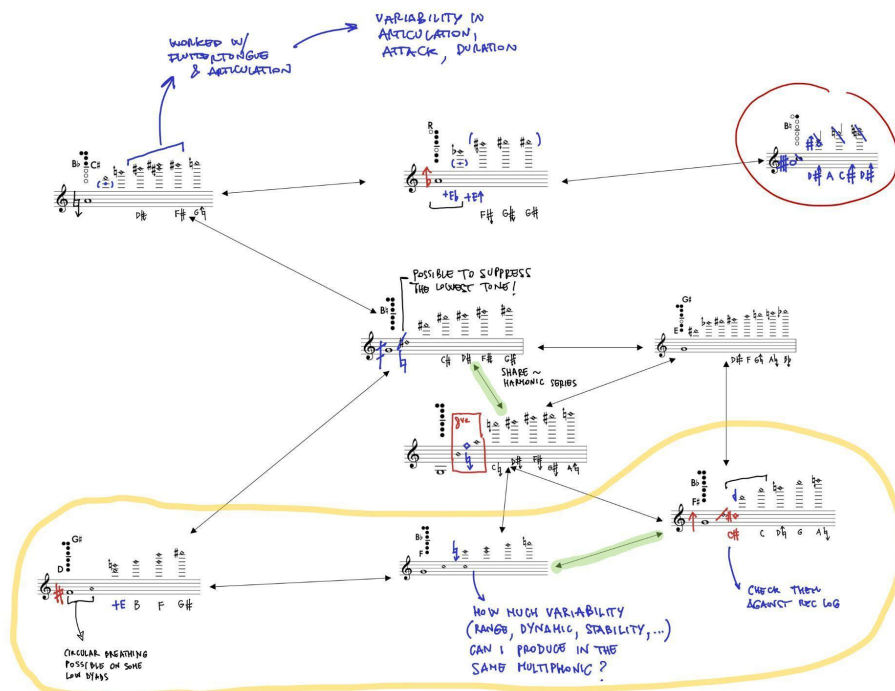 VARIABILITY IN
ARTICULATION,
ATTACK, DURATION
WORKED W/
FLUTTERTONGUE
& ARTICULATION
B♭ C♯
D♯ F♯ G
R
+E♭ +E↑
F♯ G♯ G♯
B♮
D♯ A C♯ D♯
POSSIBLE TO SUPPRESS
THE LOWEST TONE!
B♮
C♯ D♯ F♯ G♯
G♯
E
D♯ F G A B♭
SHARE ~
HARMONIC SERIES
8va
C D♯ F♯ G♯ A
B♭
F♯
C♯ C D G A
G♯
D
+E B F G♯
B♭
F
CIRCULAR BREATHING
POSSIBLE ON SOME
LOW DYADS
HOW MUCH VARIABILITY
(RANGE, DYNAMIC, STABILITY,...)
CAN I PRODUCE IN THE
SAME MULTIPHONIC?
CHECK THEM
AGAINST REC LOG